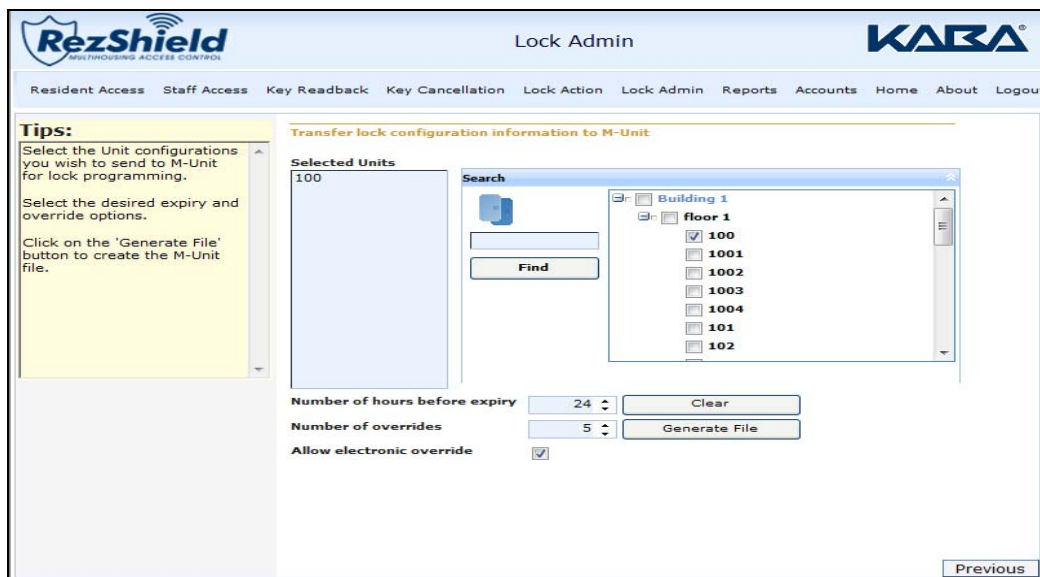 RezShield
MULTIHOUSING ACCESS CONTROL
Lock Admin
KABA®
Resident Access Staff Access Key Readback Key Cancellation Lock Action Lock Admin Reports Accounts Home About Logou
Tips:
Select the Unit configurations
you wish to send to M-Unit
for lock programming.
Select the desired expiry and
override options.
Click on the 'Generate File'
button to create the M-Unit
file.
Transfer lock configuration information to M-Unit
Selected Units
100
Search
Find
Building 1
floor 1
100
1001
1002
1003
1004
101
102
Number of hours before expiry 24 Clear
Number of overrides 5 Generate File
Allow electronic override
Previous